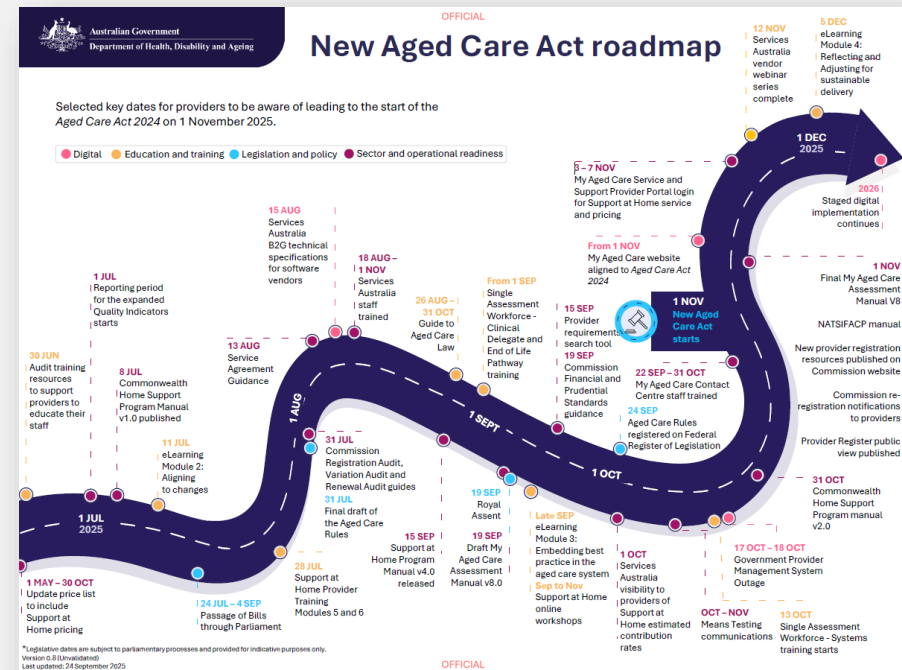 OFFICIAL
Australian Government
Department of Health, Disability and Ageing
New Aged Care Act roadmap
Selected key dates for providers to be aware of leading to the start of the
Aged Care Act 2024 on 1 November 2025.
Digital
Education and training
Legislation and policy
Sector and operational readiness
30 JUN
Audit training
resources
to support
providers to
educate their
staff
1 JUL
Reporting period
for the expanded
Quality Indicators
starts
8 JUL
Commonwealth
Home Support
Program Manual
v1.0 published
11 JUL
eLearning
Module 2:
Aligning
to changes
1 JUL
2025
1 MAY – 30 OCT
Update price list
to include
Support at
Home pricing
24 JUL – 4 SEP
Passage of Bills
through Parliament
28 JUL
Support at
Home Provider
Training
Modules 5 and 6
13 AUG
Service
Agreement
Guidance
15 AUG
Services
Australia
B2G technical
specifications
for software
vendors
18 AUG –
1 NOV
Services
Australia
staff
trained
1 AUG
31 JUL
Commission
Registration Audit,
Variation Audit and
Renewal Audit guides
31 JUL
Final draft of
the Aged Care
Rules
26 AUG –
31 OCT
Guide to
Aged Care
Law
From 1 SEP
Single
Assessment
Workforce -
Clinical
Delegate and
End of Life
Pathway
training
1 SEPT
15 SEP
Support at
Home Program
Manual v4.0
released
19 SEP
Royal
Assent
19 SEP
Draft My
Aged Care
Assessment
Manual v8.0
15 SEP
Provider
requirements
search tool
19 SEP
Commission
Financial and
Prudential
Standards
guidance
Late SEP
eLearning
Module 3:
Embedding best
practice in the
aged care system
Sep to Nov
Support at Home
online
workshops
24 SEP
Aged Care Rules
registered on Federal
Register of Legislation
1 OCT
1 OCT
Services
Australia
visibility to
providers of
Support at
Home estimated
contribution
rates
22 SEP – 31 OCT
My Aged Care Contact
Centre staff trained
OCT – NOV
Means Testing
communications
13 OCT
Single Assessment
Workforce - Systems
training starts
17 OCT – 18 OCT
Government Provider
Management System
Outage
31 OCT
Commonwealth
Home Support
Program manual
v2.0
1 NOV
New Aged
Care Act
starts
From 1 NOV
My Aged Care website
aligned to Aged Care Act
2024
3 – 7 NOV
My Aged Care Service and
Support Provider Portal login
for Support at Home service
and pricing
1 NOV
Final My Aged Care
Assessment
Manual V8
NATSIFACP manual
New provider registration
resources published on
Commission website
Commission re-
registration notifications
to providers
Provider Register public
view published
12 NOV
Services
Australia
vendor
webinar
series
complete
5 DEC
eLearning
Module 4:
Reflecting and
Adjusting for
sustainable
delivery
1 DEC
2025
2026
Staged digital
implementation
continues
*Legislative dates are subject to parliamentary processes and provided for indicative purposes only.
Version 0.8 (Unvalidated)
Last updated: 24 September 2025
OFFICIAL